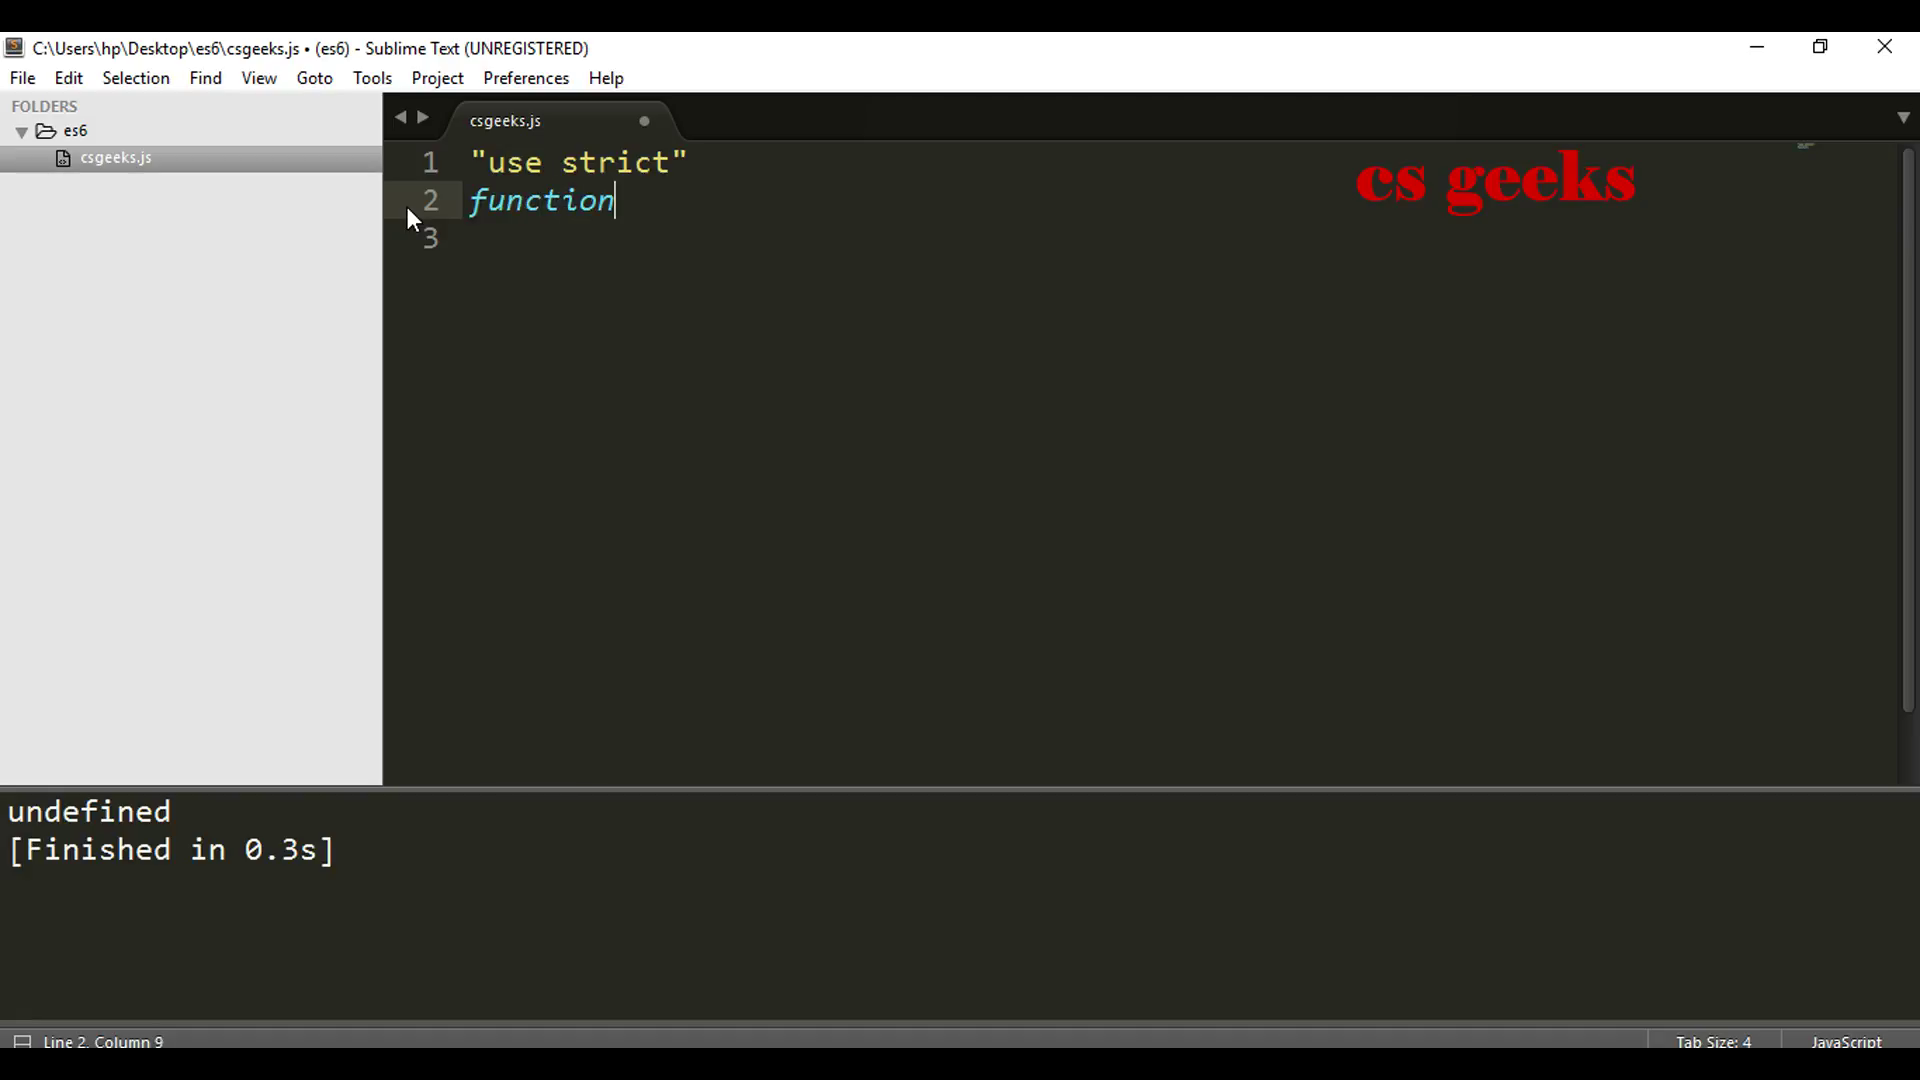 C:\Users\hp\Desktop\es6\csgeeks.js • (es6) - Sublime Text (UNREGISTERED)
File Edit Selection Find View Goto Tools Project Preferences Help
FOLDERS
es6
csgeeks.js
csgeeks.js
1 "use strict"
2 function
3
cs geeks
undefined
[Finished in 0.3s]
Line 2, Column 9
Tab Size: 4
JavaScript